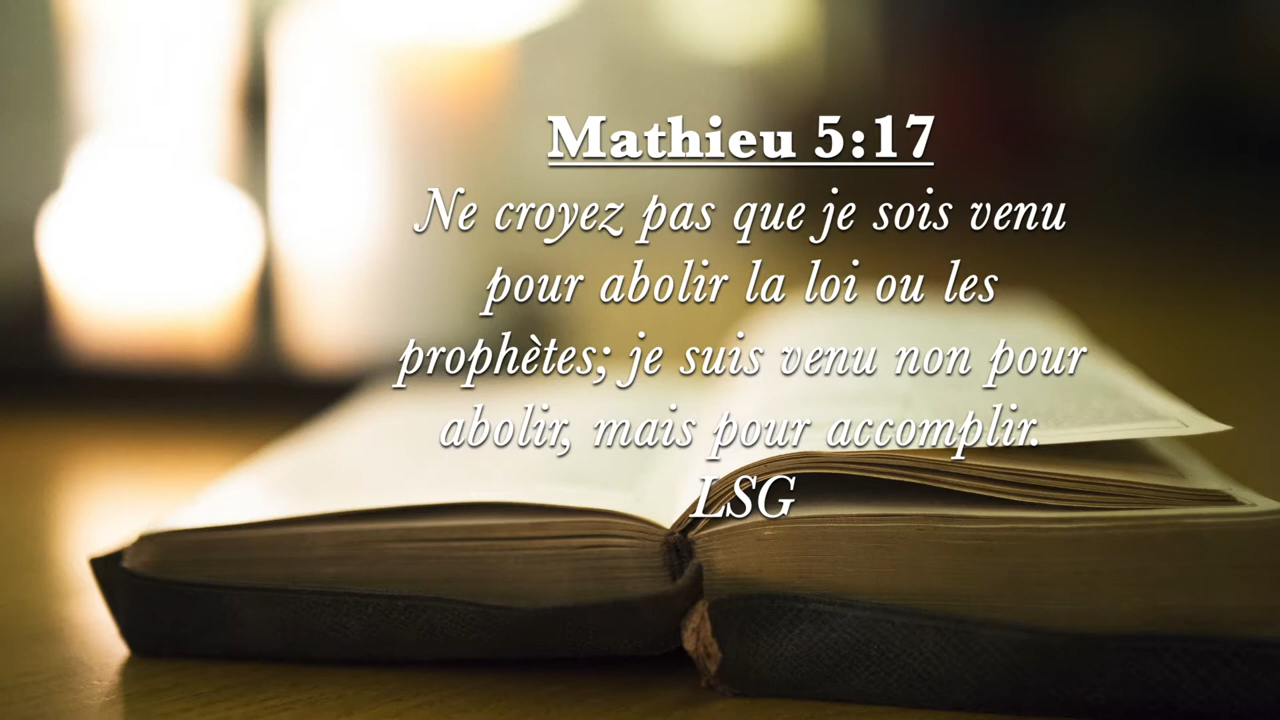 Mathieu 5:17
Ne croyez pas que je sois venu
pour abolir la loi ou les
prophètes; je suis venu non pour
abolir, mais pour accomplir.
LSG